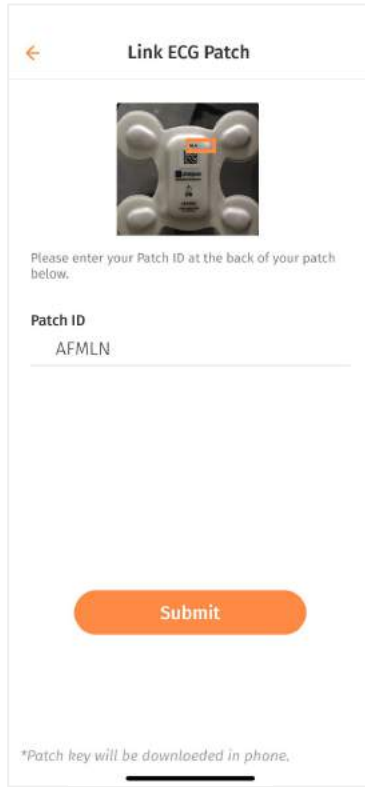 Link ECG Patch
Please enter your Patch ID at the back of your patch
below.
Patch ID
AFMLN
Submit
*Patch key will be downloeded in phone.